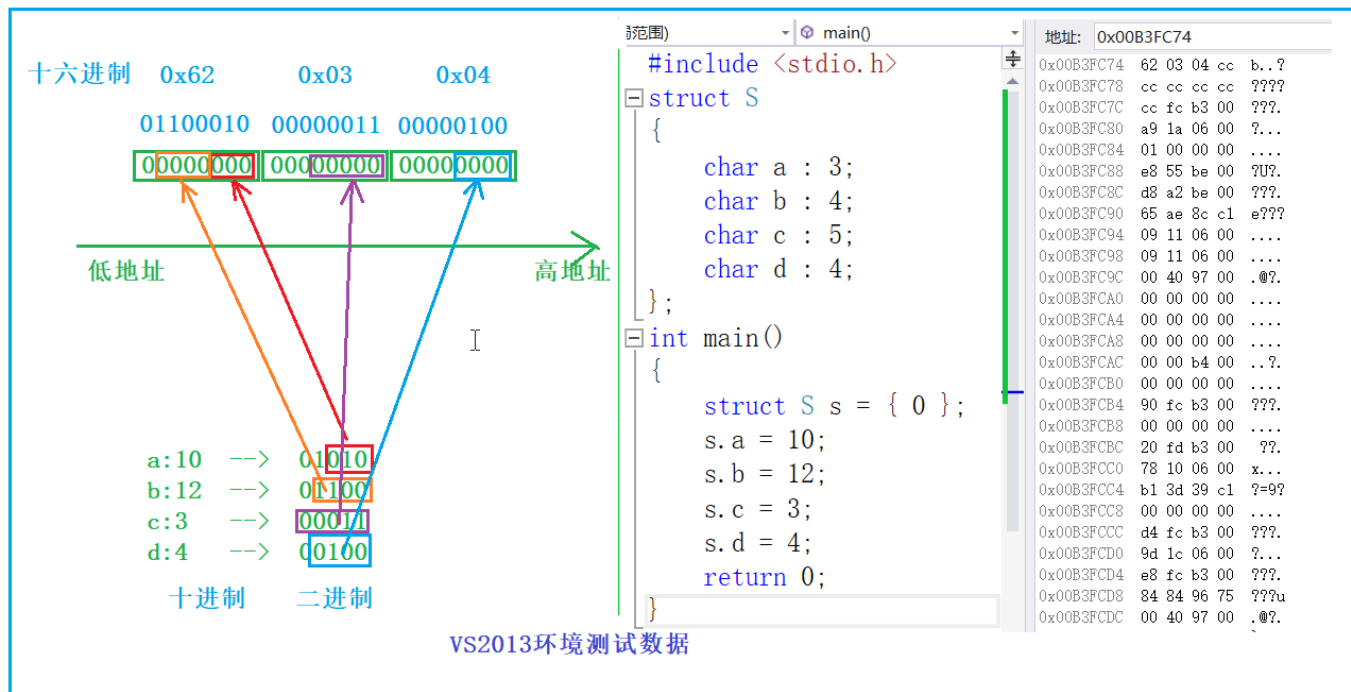 十六进制 0x62 0x03 0x04
01100010 00000011 00000100
00000000 00000000 00000000
低地址 高地址
a:10 --> 01010
b:12 --> 01100
c:3 --> 00011
d:4 --> 00100
十进制 二进制
VS2013环境测试数据
局范围) main()
#include <stdio.h>
struct S
{
char a : 3;
char b : 4;
char c : 5;
char d : 4;
};
int main()
{
struct S s = { 0 };
s.a = 10;
s.b = 12;
s.c = 3;
s.d = 4;
return 0;
}
地址: 0x00B3FC74
0x00B3FC74 62 03 04 cc b..?
0x00B3FC78 cc cc cc cc ????
0x00B3FC7C cc fc b3 00 ???.
0x00B3FC80 a9 1a 06 00 ?...
0x00B3FC84 01 00 00 00 ....
0x00B3FC88 e8 55 be 00 ?U?.
0x00B3FC8C d8 a2 be 00 ???.
0x00B3FC90 65 ae 8c c1 e???
0x00B3FC94 09 11 06 00 ....
0x00B3FC98 09 11 06 00 ....
0x00B3FC9C 00 40 97 00 .@?.
0x00B3FCA0 00 00 00 00 ....
0x00B3FCA4 00 00 00 00 ....
0x00B3FCA8 00 00 00 00 ....
0x00B3FCAC 00 00 b4 00 ..?.
0x00B3FCB0 00 00 00 00 ....
0x00B3FCB4 90 fc b3 00 ???.
0x00B3FCB8 00 00 00 00 ....
0x00B3FCBC 20 fd b3 00 ??.
0x00B3FCC0 78 10 06 00 x...
0x00B3FCC4 b1 3d 39 c1 ?=9?
0x00B3FCC8 00 00 00 00 ....
0x00B3FCCC d4 fc b3 00 ???.
0x00B3FCD0 9d 1c 06 00 ?...
0x00B3FCD4 e8 fc b3 00 ???.
0x00B3FCD8 84 84 96 75 ???u
0x00B3FCDC 00 40 97 00 .@?.